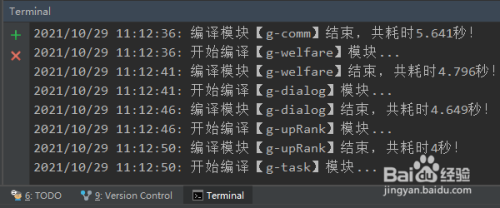 Terminal
2021/10/29 11:12:36: 编译模块【g-comm】结束，共耗时5.641秒！
2021/10/29 11:12:36: 开始编译【g-welfare】模块...
2021/10/29 11:12:41: 编译模块【g-welfare】结束，共耗时4.796秒！
2021/10/29 11:12:41: 开始编译【g-dialog】模块...
2021/10/29 11:12:46: 编译模块【g-dialog】结束，共耗时4.649秒！
2021/10/29 11:12:46: 开始编译【g-upRank】模块...
2021/10/29 11:12:50: 编译模块【g-upRank】结束，共耗时4秒！
2021/10/29 11:12:50: 开始编译【g-task】模块...
Baidu经验
jingyan.baidu.com
6: TODO 9: Version Control Terminal